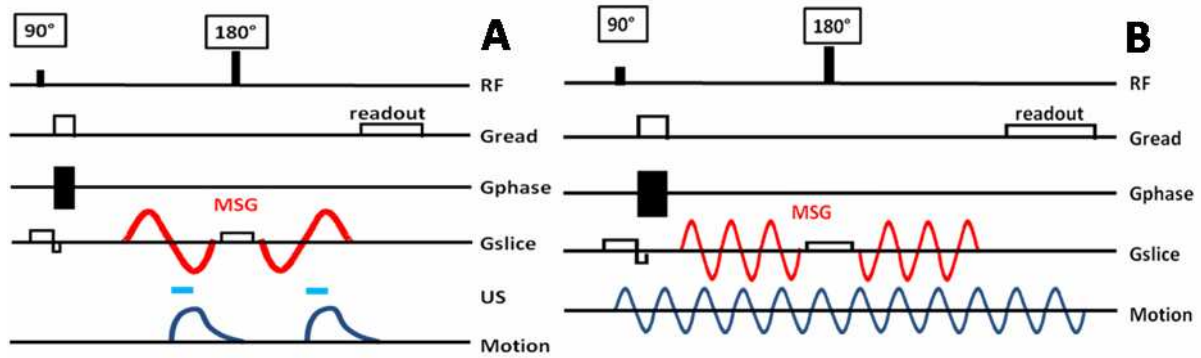 90°
180°
A
RF
readout
Gread
Gphase
MSG
Gslice
US
Motion
90°
180°
B
RF
readout
Gread
Gphase
MSG
Gslice
Motion